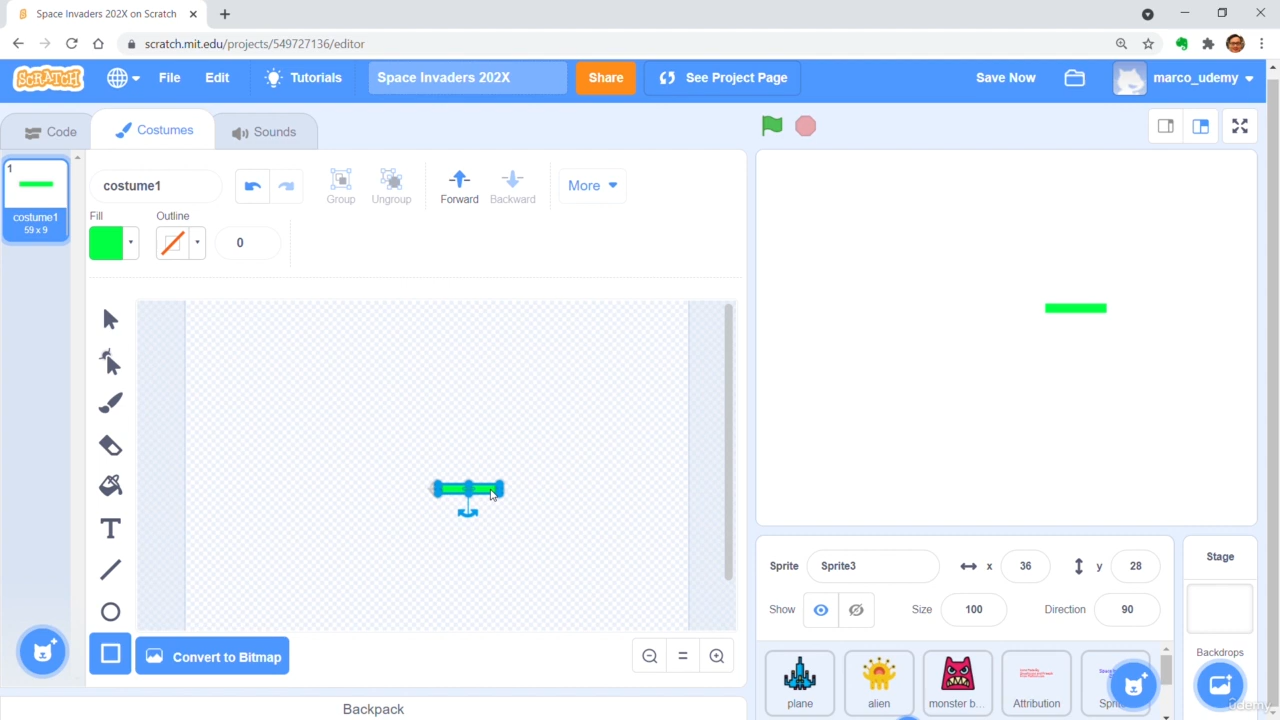 Space Invaders 202X on Scratch
scratch.mit.edu/projects/549727136/editor
SCRATCH File Edit Tutorials Space Invaders 202X Share See Project Page Save Now marco_udemy
Code Costumes Sounds
1
costume1
59 x 9
costume1
Group Ungroup Forward Backward More
Fill Outline
0
T
Convert to Bitmap
Backpack
Sprite Sprite3 x 36 y 28
Show Size 100 Direction 90
plane alien monster b... Attribution
Stage
Backdrops
ûdemy